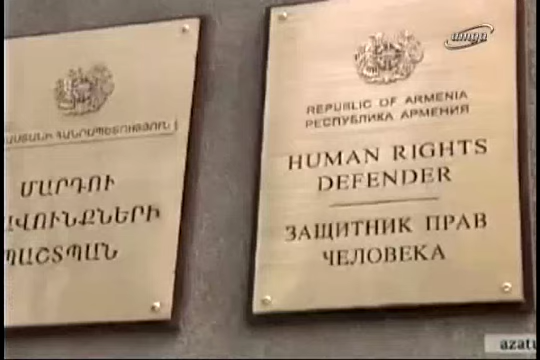 ՄԱՐԴՈՒ
ՊԱՇՏՊԱՆ
REPUBLIC OF ARMENIA
РЕСПУБЛИКА АРМЕНИЯ
HUMAN RIGHTS
DEFENDER
ЗАЩИТНИК ПРАВ
ЧЕЛОВЕКА
azatu